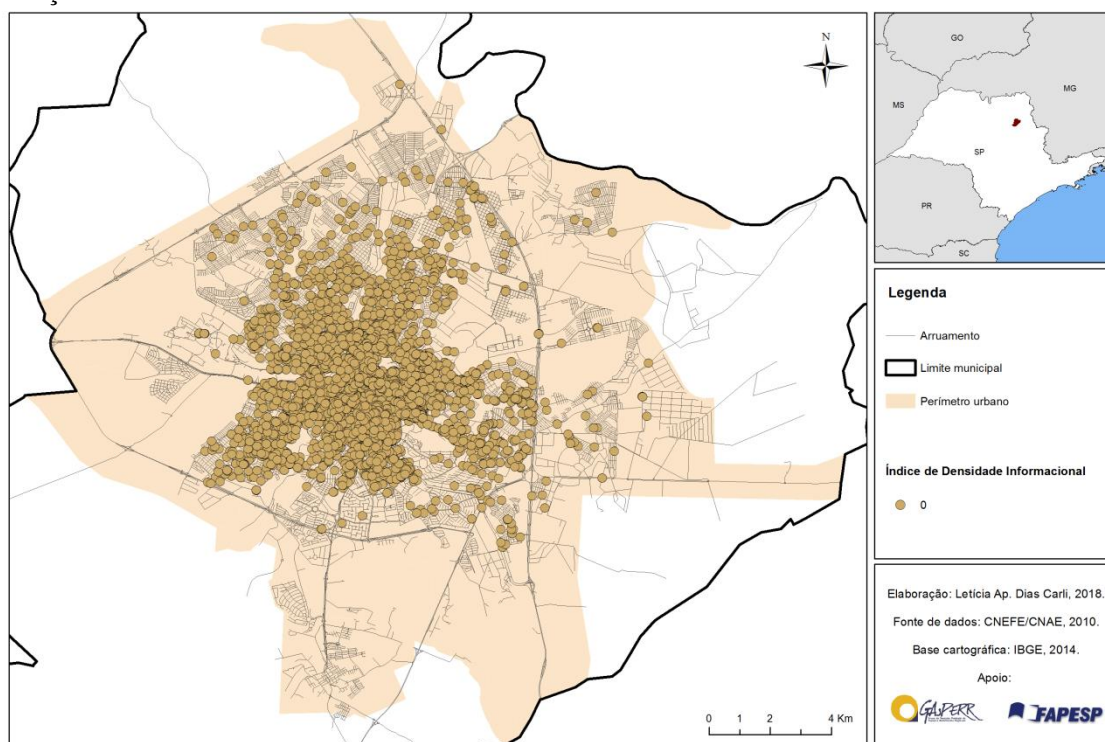 N
0 1 2 4 Km
GO
MG
MS
SP
PR
SC
Legenda
Arruamento
Limite municipal
Perímetro urbano
Índice de Densidade Informacional
0
Elaboração: Letícia Ap. Dias Carli, 2018.
Fonte de dados: CNEFE/CNAE, 2010.
Base cartográfica: IBGE, 2014.
Apoio:
GAsPERR
FAPESP